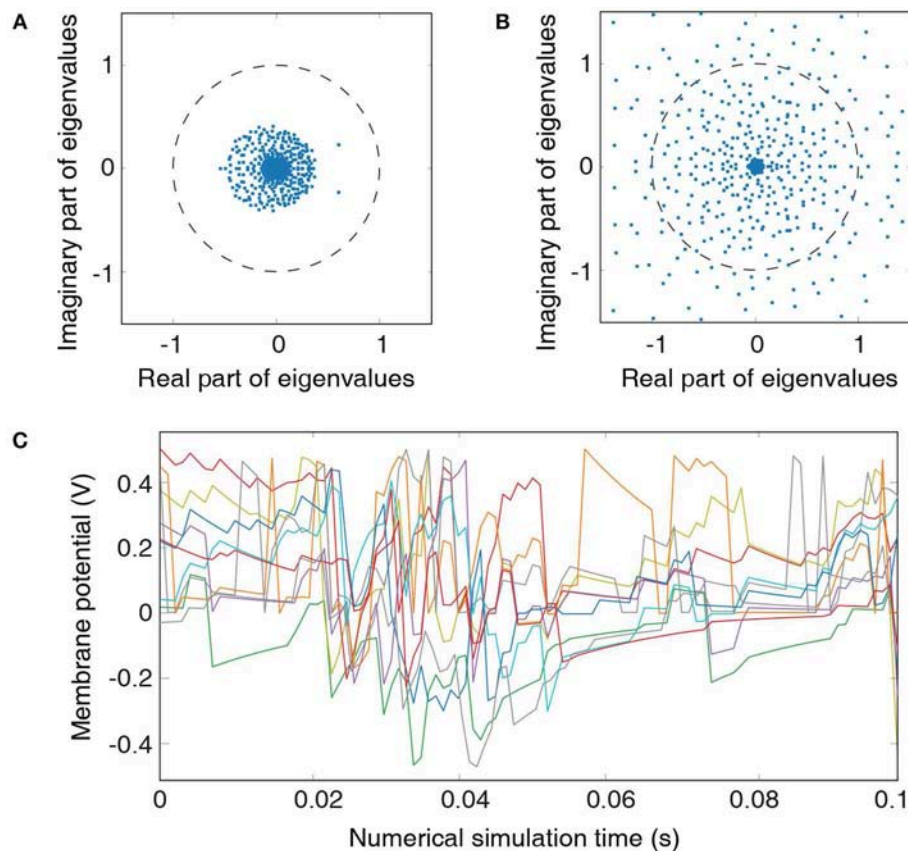 A
B
Imaginary part of eigenvalues
1
0
-1
-1
0
1
Real part of eigenvalues
Imaginary part of eigenvalues
1
0
-1
-1
0
1
Real part of eigenvalues
C
Membrane potential (V)
0.4
0.2
0
-0.2
-0.4
0
0.02
0.04
0.06
0.08
0.1
Numerical simulation time (s)